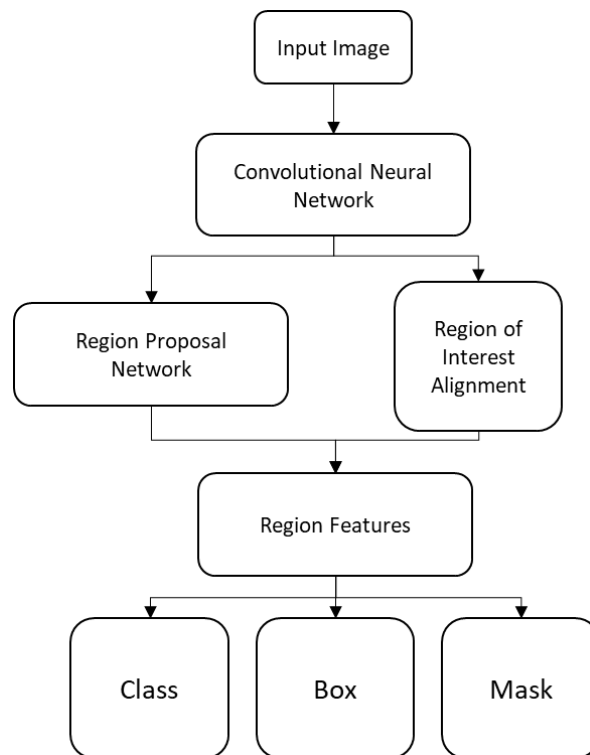 Input Image
Convolutional Neural
Network
Region Proposal
Network
Region of
Interest
Alignment
Region Features
Class
Box
Mask